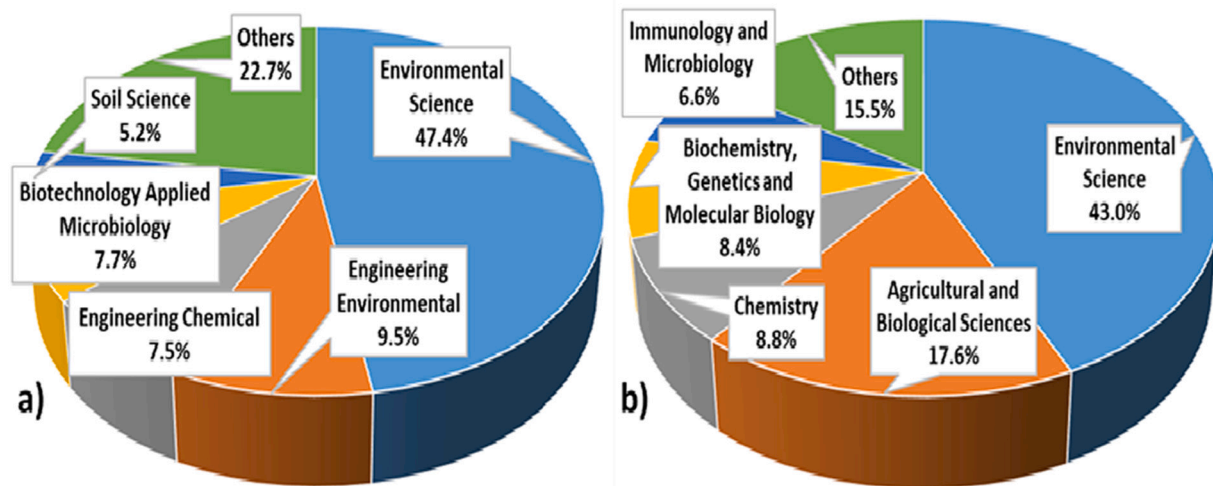 Others
22.7%
Environmental
Science
47.4%
Soil Science
5.2%
Biotechnology Applied
Microbiology
7.7%
Engineering
Environmental
9.5%
Engineering Chemical
7.5%
a)
Immunology and
Microbiology
6.6%
Others
15.5%
Environmental
Science
43.0%
Biochemistry,
Genetics and
Molecular Biology
8.4%
Agricultural and
Biological Sciences
17.6%
Chemistry
8.8%
b)